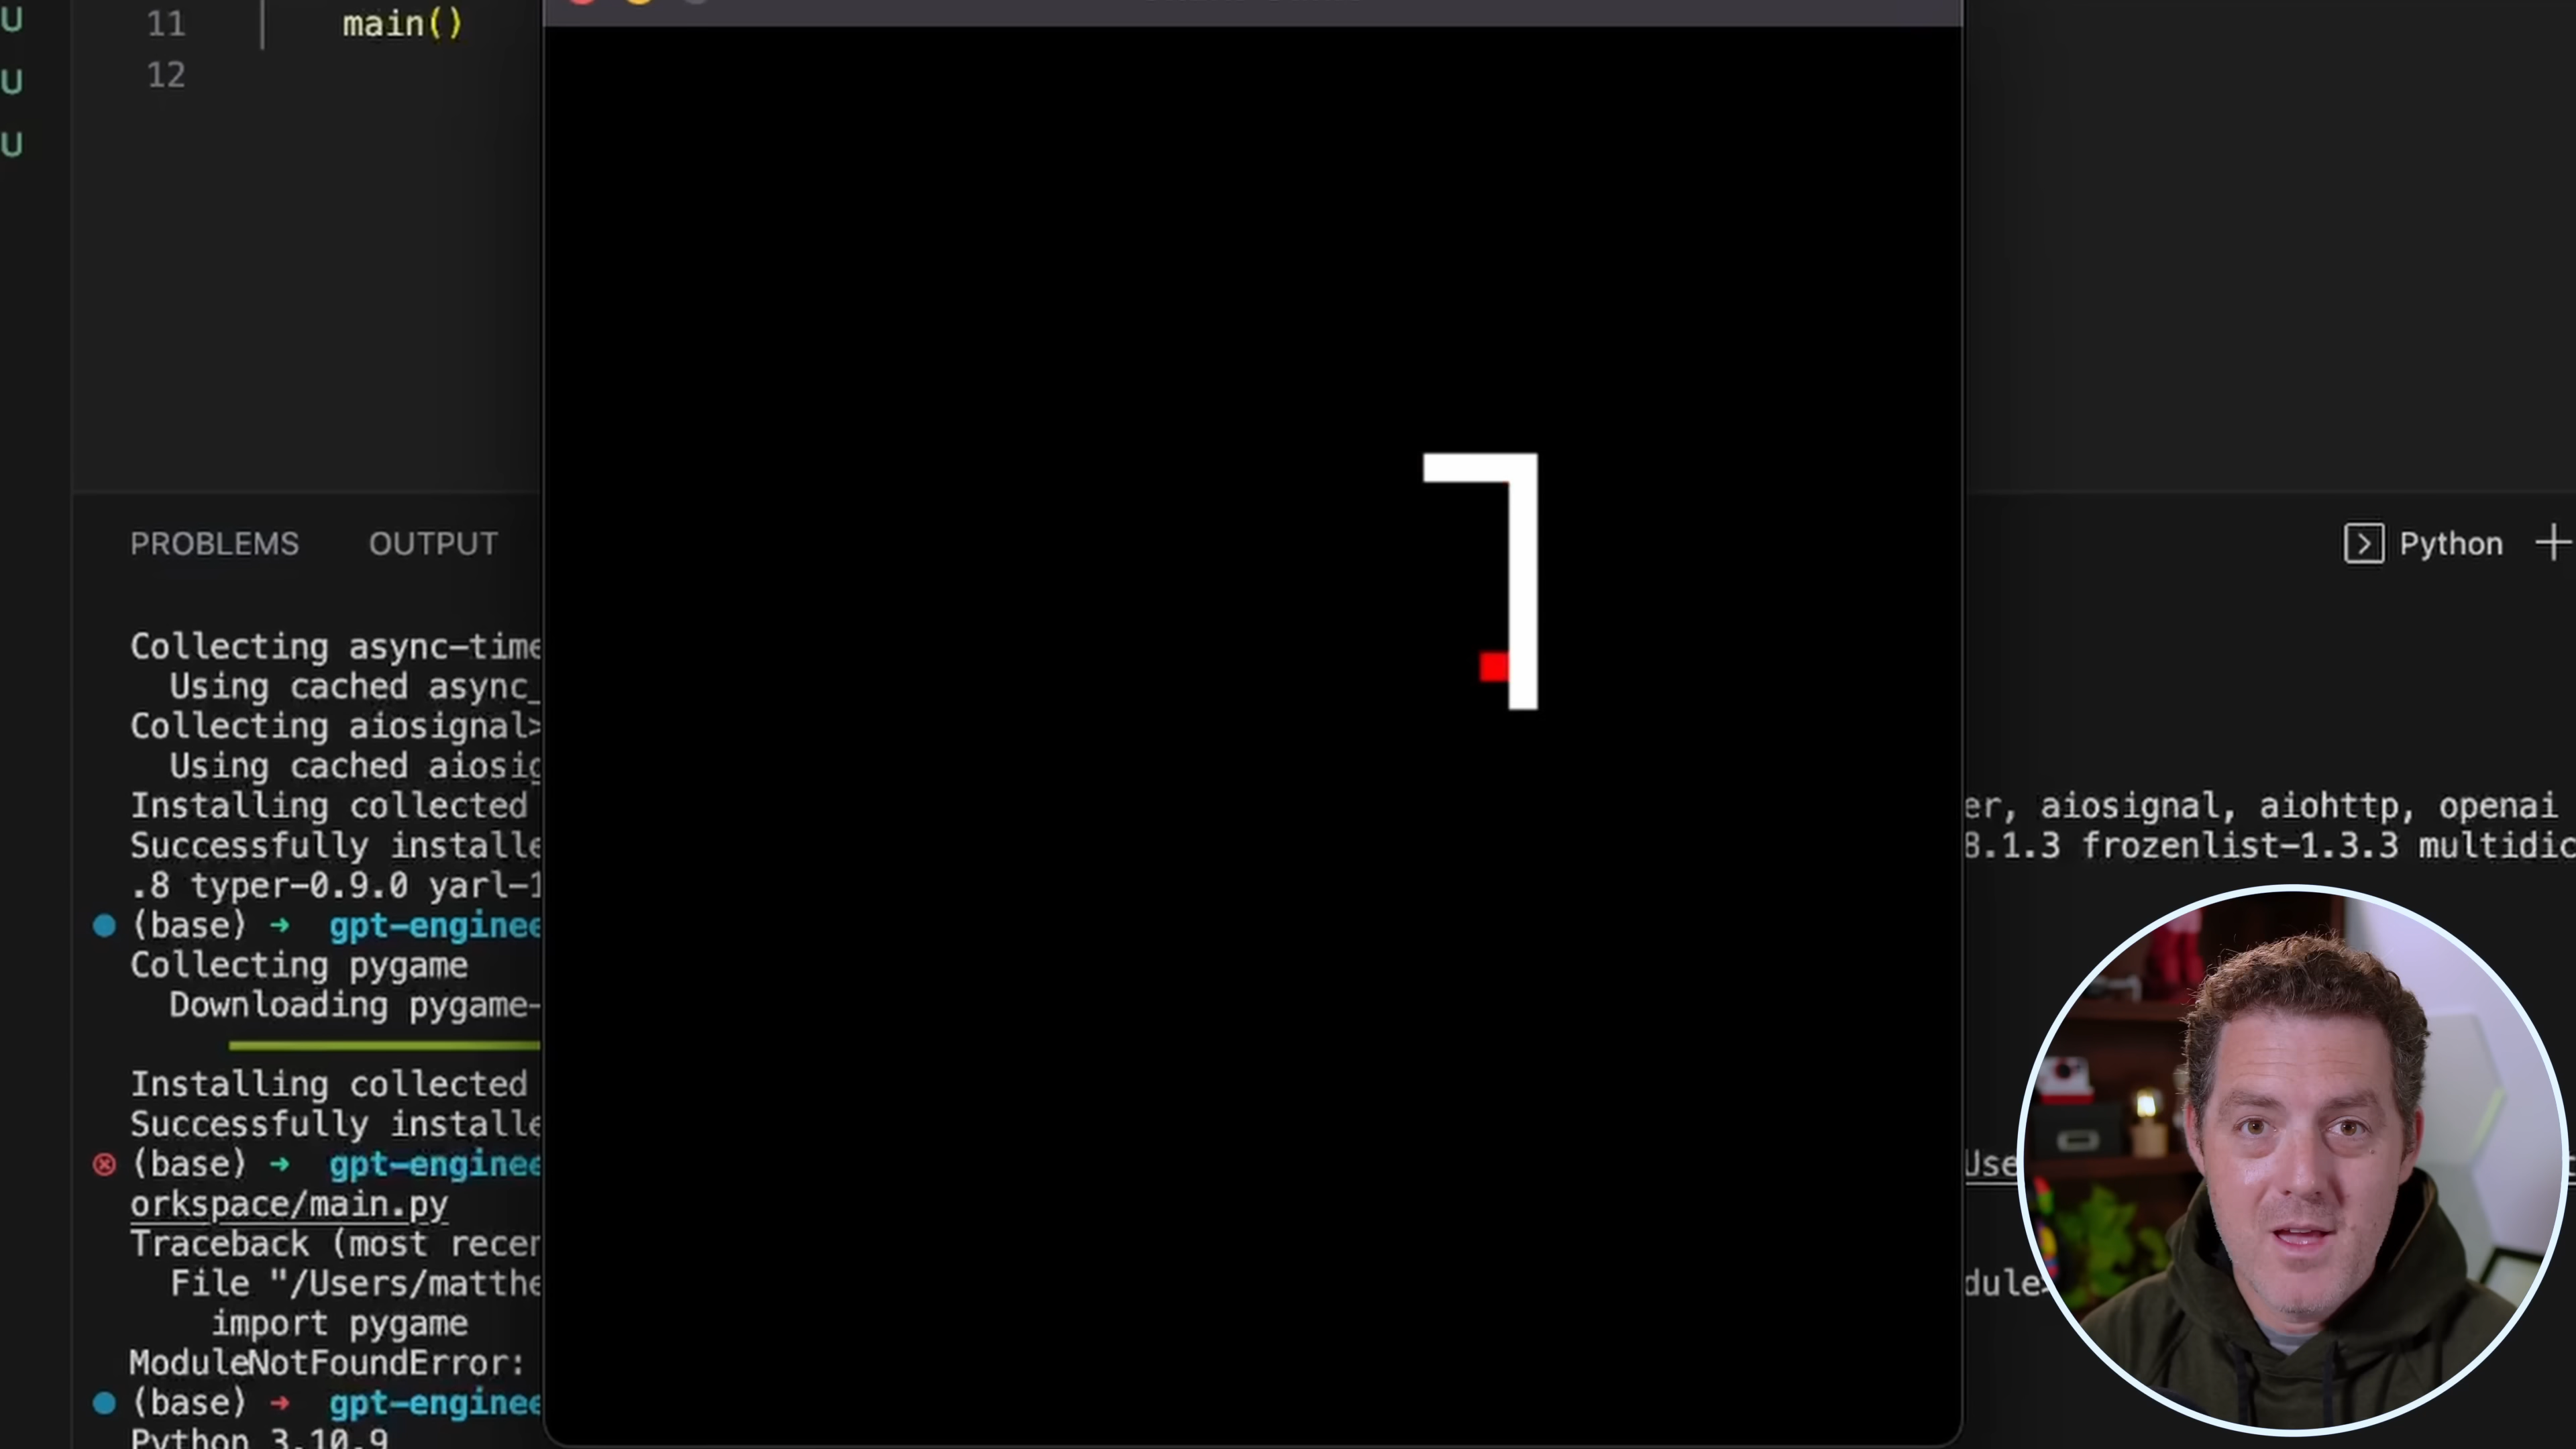 U
11 main()
U
12
U
PROBLEMS OUTPUT
Python
Collecting async-time
Using cached async_
Collecting aiosignal>
Using cached aiosig
Installing collected
er, aiosignal, aiohttp, openai
Successfully installe
8.1.3 frozenlist-1.3.3 multidic
.8 typer-0.9.0 yarl-1
(base) → gpt-enginee
Collecting pygame
Downloading pygame-
Installing collected
Successfully installe
(base) → gpt-enginee
Use
orkspace/main.py
Traceback (most recen
File "/Users/matthe
dule>
import pygame
ModuleNotFoundError:
(base) → gpt-enginee
Python 3.10.9